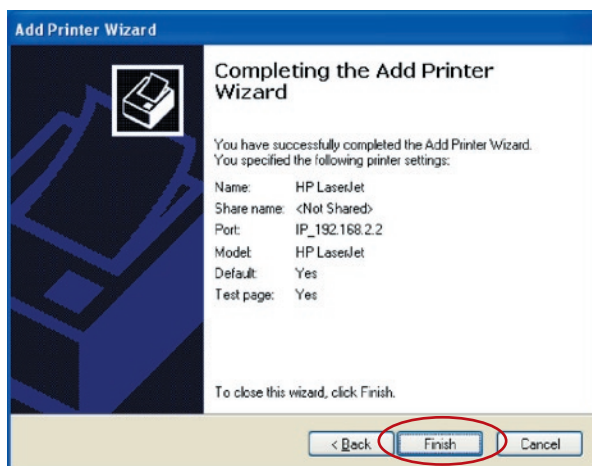 Add Printer Wizard
Completing the Add Printer
Wizard
You have successfully completed the Add Printer Wizard.
You specified the following printer settings:
Name: HP LaserJet
Share name: <Not Shared>
Port: IP_192.168.2.2
Model: HP LaserJet
Default: Yes
Test page: Yes
To close this wizard, click Finish.
< Back Finish Cancel